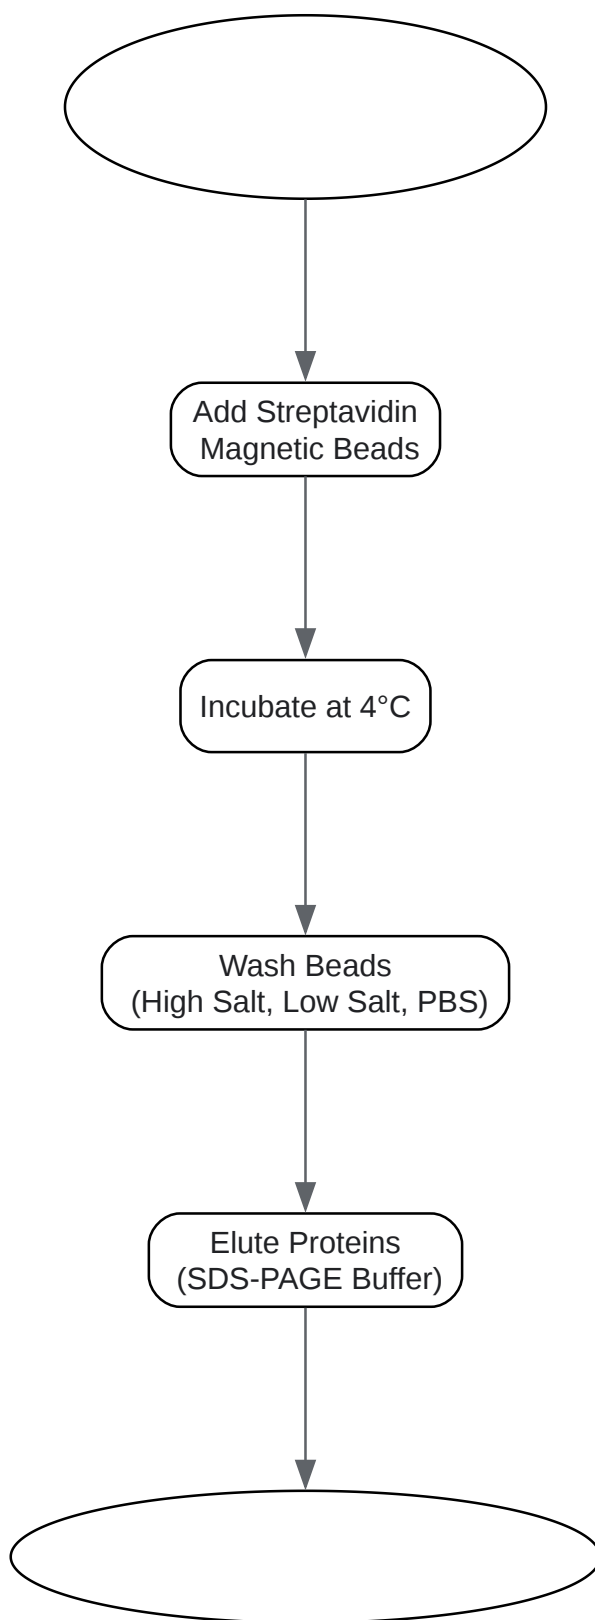 Add Streptavidin
Magnetic Beads
Incubate at 4°C
Wash Beads
(High Salt, Low Salt, PBS)
Elute Proteins
(SDS-PAGE Buffer)